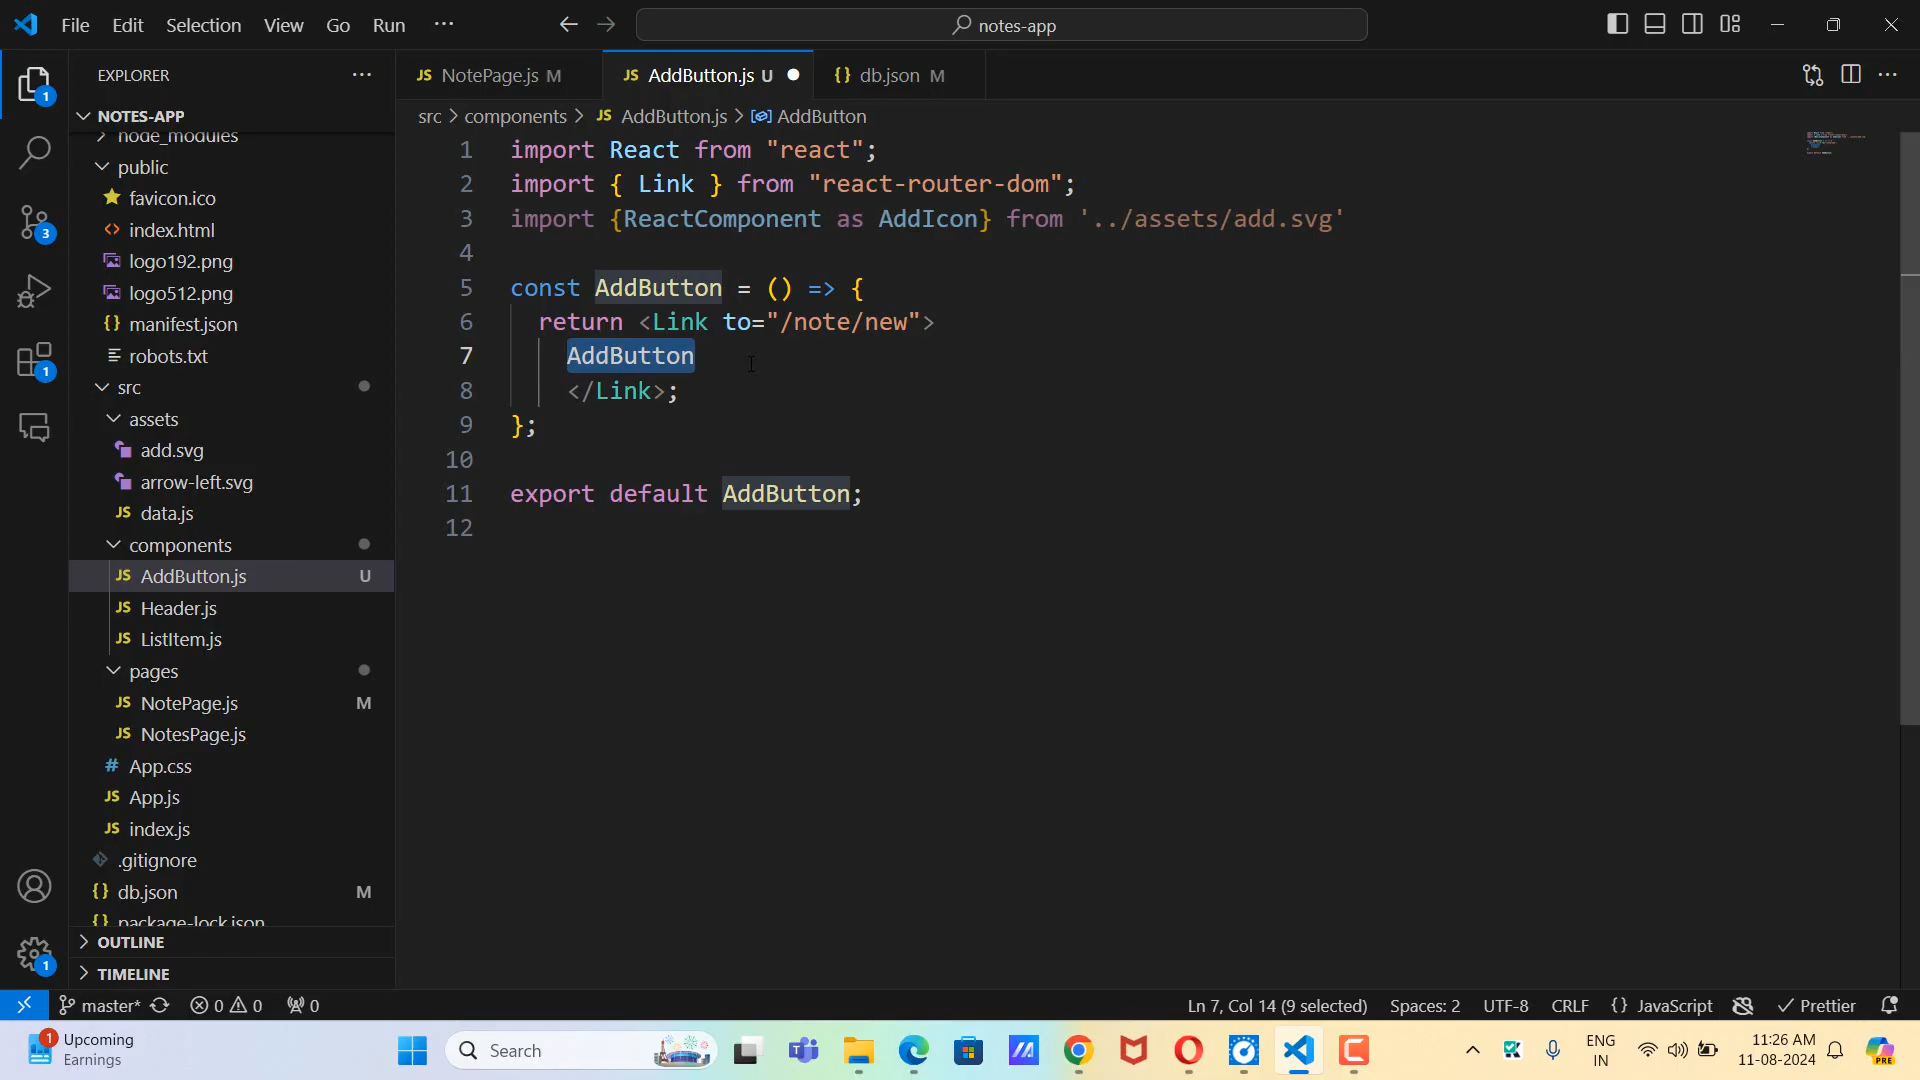 File Edit Selection View Go Run ··· notes-app
EXPLORER ···
NOTES-APP
node_modules
public
favicon.ico
index.html
logo192.png
logo512.png
manifest.json
robots.txt
src
assets
add.svg
arrow-left.svg
data.js
components
AddButton.js U
Header.js
ListItem.js
pages
NotePage.js M
NotesPage.js
App.css
App.js
index.js
.gitignore
db.json M
package-lock.json
OUTLINE
TIMELINE
JS NotePage.js M JS AddButton.js U {} db.json M
src > components > JS AddButton.js > AddButton
1 import React from "react";
2 import { Link } from "react-router-dom";
3 import {ReactComponent as AddIcon} from '../assets/add.svg'
4
5 const AddButton = () => {
6 return <Link to="/note/new">
7 AddButton
8 </Link>;
9 };
10
11 export default AddButton;
12
1
3
1
1
master* 0 0 0 Ln 7, Col 14 (9 selected) Spaces: 2 UTF-8 CRLF {} JavaScript Prettier
1 Upcoming
Earnings
Search
ENG
IN
11:26 AM
11-08-2024
PRE